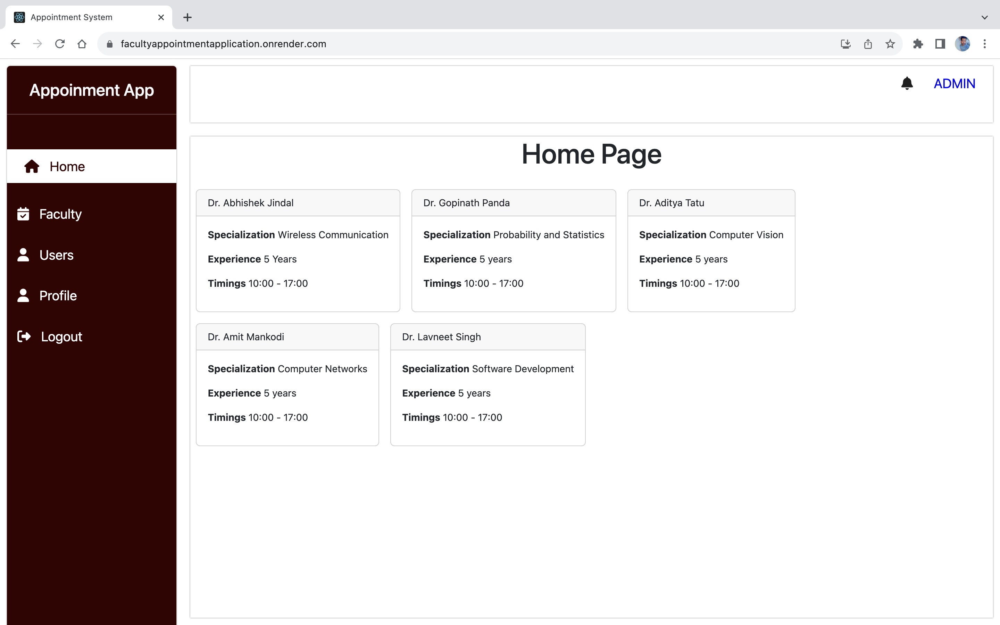 Appointment System
facultyappointmentapplication.onrender.com
Appoinment App
Home
Faculty
Users
Profile
Logout
ADMIN
Home Page
Dr. Abhishek Jindal
Specialization Wireless Communication
Experience 5 Years
Timings 10:00 - 17:00
Dr. Gopinath Panda
Specialization Probability and Statistics
Experience 5 years
Timings 10:00 - 17:00
Dr. Aditya Tatu
Specialization Computer Vision
Experience 5 years
Timings 10:00 - 17:00
Dr. Amit Mankodi
Specialization Computer Networks
Experience 5 years
Timings 10:00 - 17:00
Dr. Lavneet Singh
Specialization Software Development
Experience 5 years
Timings 10:00 - 17:00